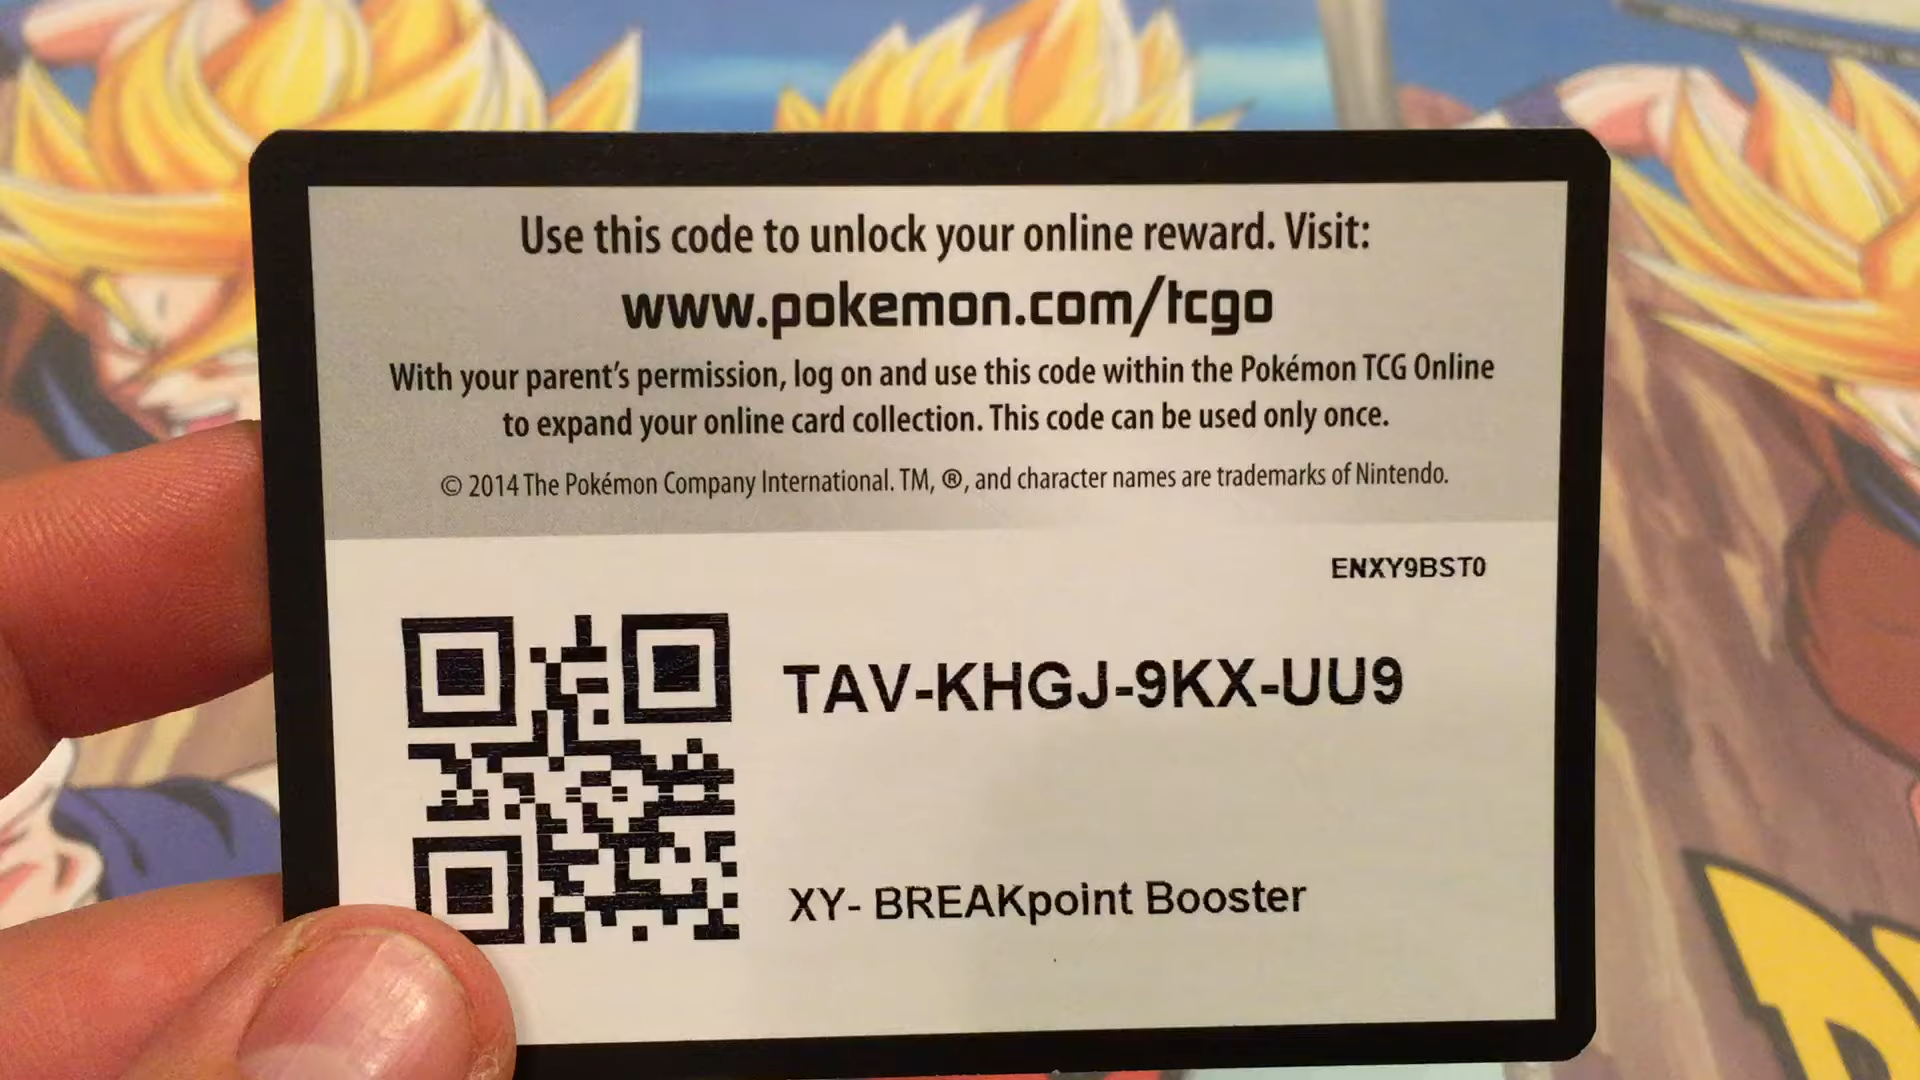 Use this code to unlock your online reward. Visit:
www.pokemon.com/tcgo
With your parent's permission, log on and use this code within the Pokémon TCG Online
to expand your online card collection. This code can be used only once.
© 2014 The Pokémon Company International. TM, ®, and character names are trademarks of Nintendo.
ENXY9BST0
TAV-KHGJ-9KX-UU9
XY- BREAKpoint Booster